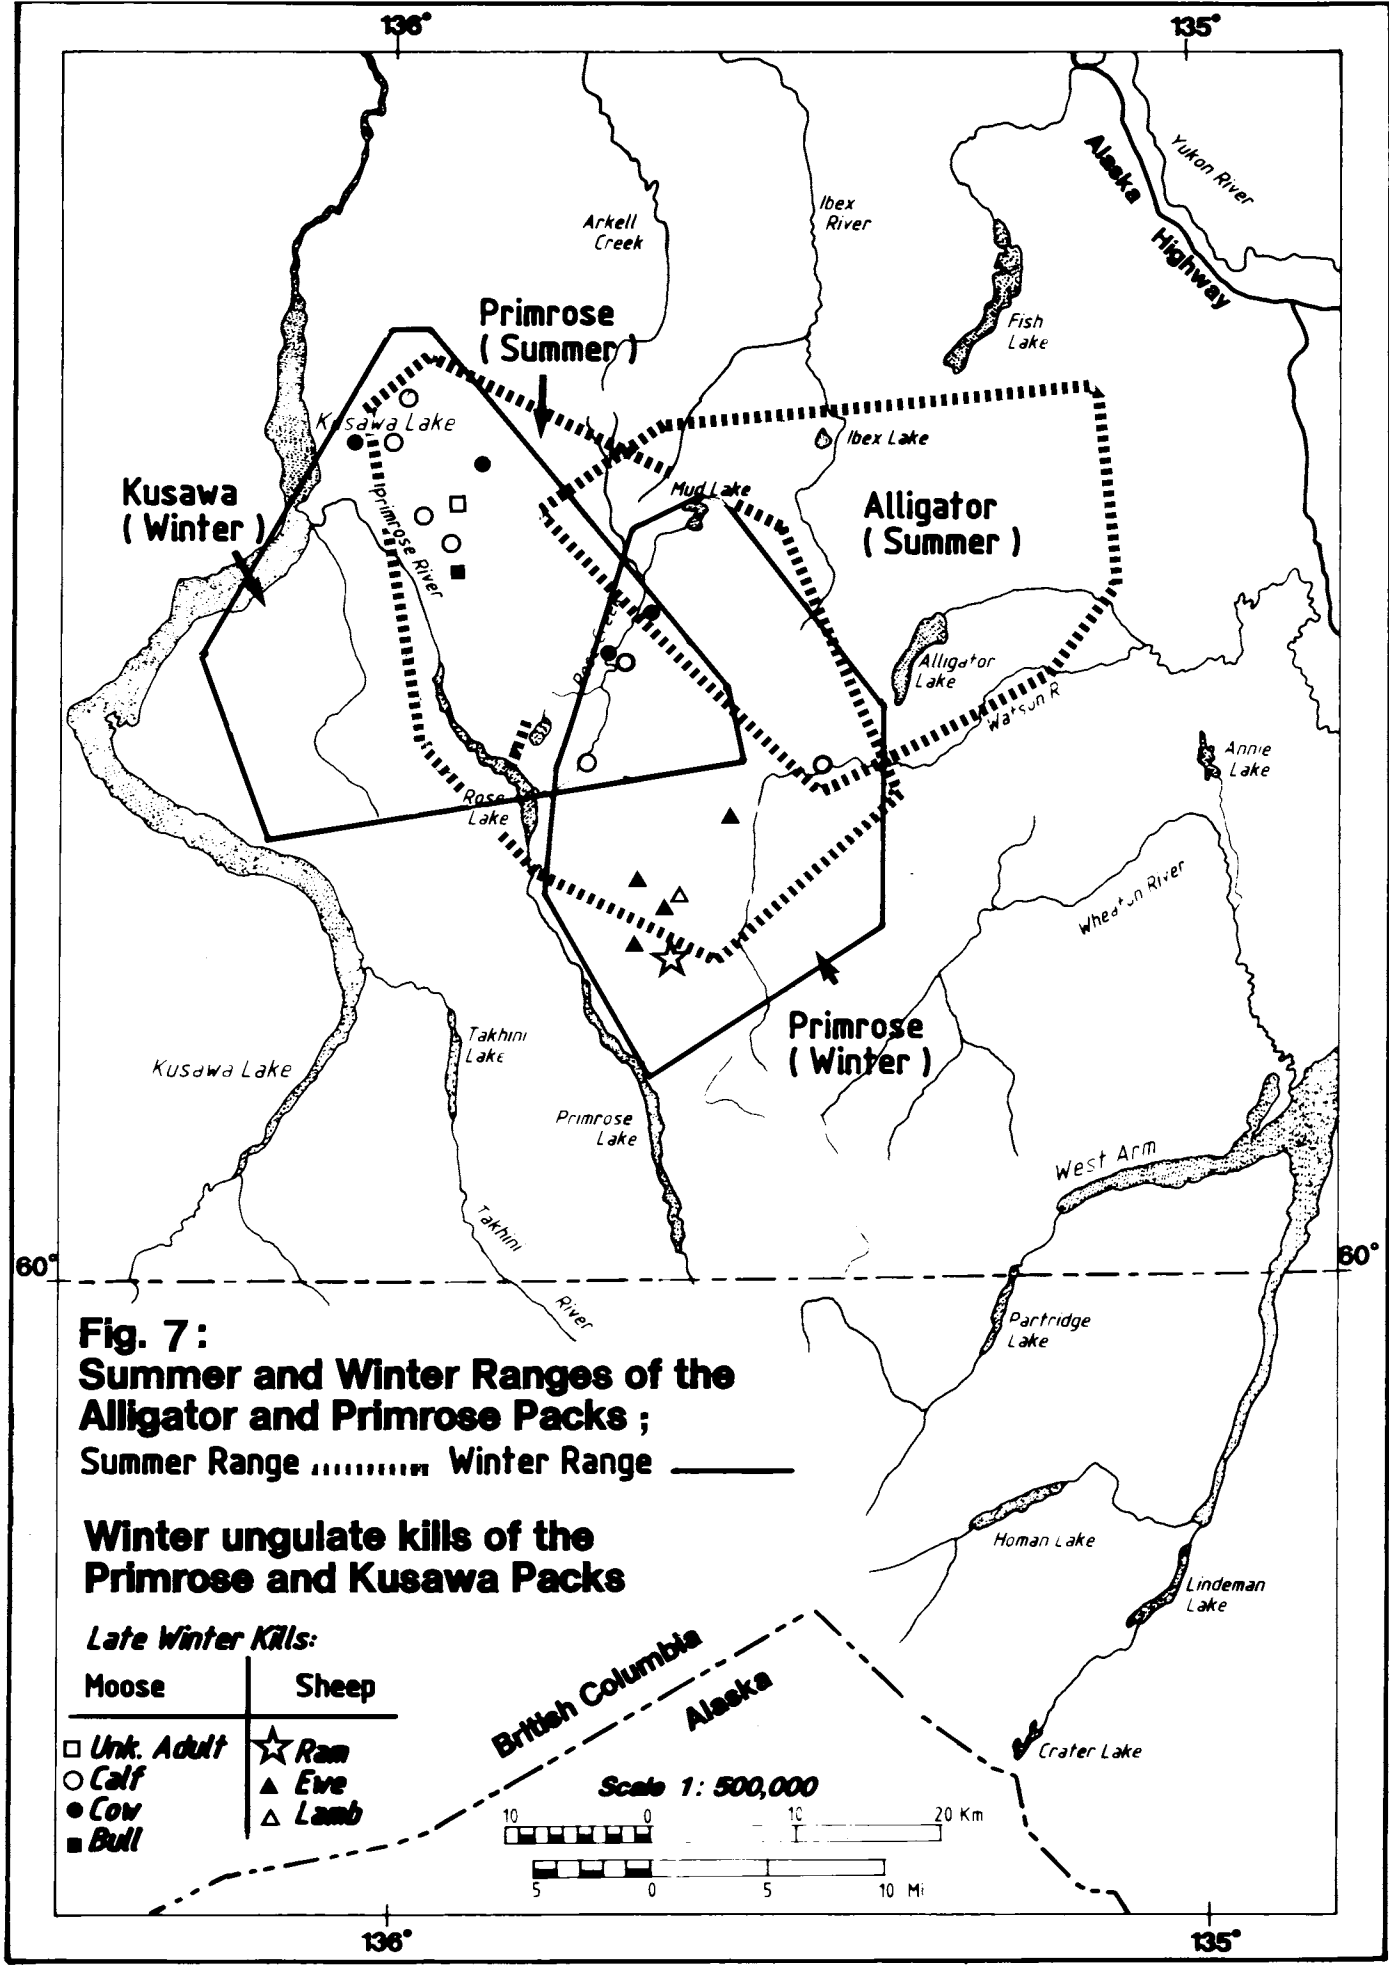 136°
135°
Alaska
Highway
Yukon River
Arkell
Creek
Ibex
River
Fish
Lake
Primrose
( Summer )
Kusawa Lake
Ibex Lake
Kusawa
( Winter )
Primrose River
Mud Lake
Alligator
( Summer )
Alligator
Lake
Watson R
Annie
Lake
Rose
Lake
Wheaton River
Primrose
( Winter )
Kusawa Lake
Takhini
Lake
Primrose
Lake
West Arm
Takhini
River
60°
60°
Partridge
Lake
Fig. 7:
Summer and Winter Ranges of the
Alligator and Primrose Packs ;
Summer Range Winter Range
Winter ungulate kills of the
Primrose and Kusawa Packs
Homan Lake
Lindeman
Lake
Late Winter Kills:
Moose Sheep
Unk. Adult Ram
Calf Ewe
Cow Lamb
Bull
British Columbia
Alaska
Crater Lake
Scale 1: 500,000
10 0 10 20 Km
5 0 5 10 Mi
136°
135°